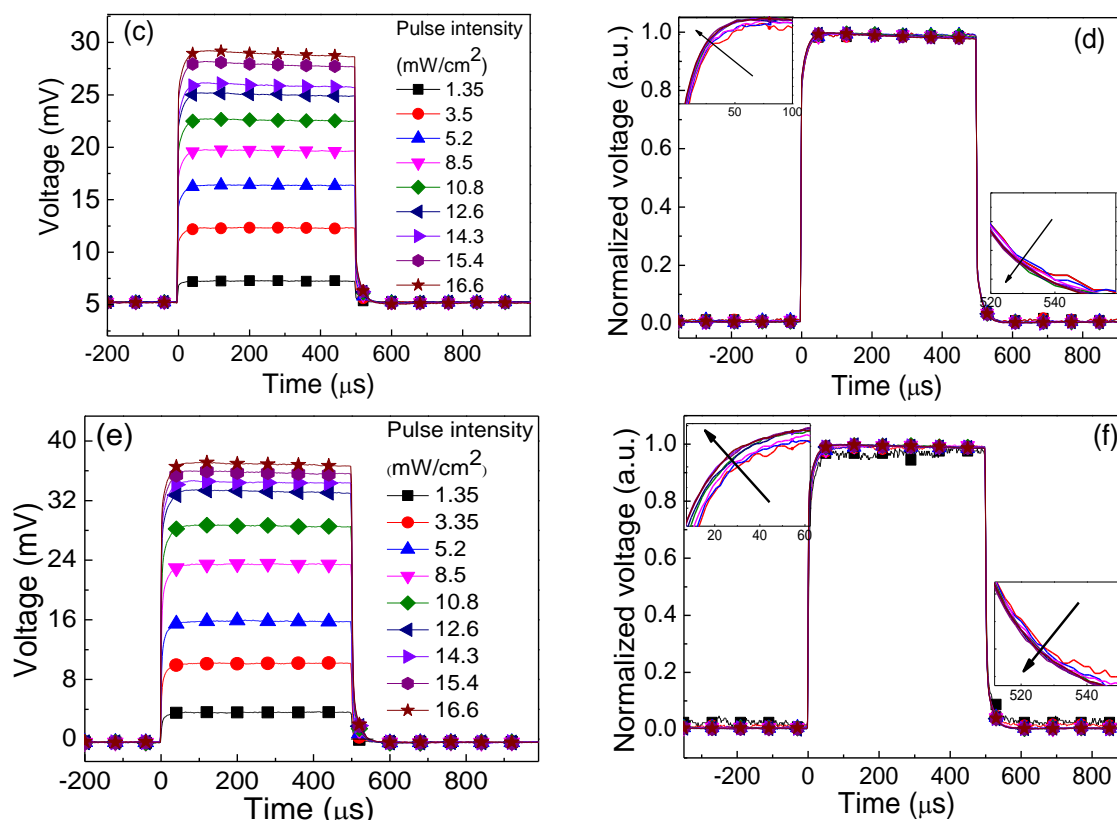 (c)
Pulse intensity
(mW/cm²)
1.35
3.5
5.2
8.5
10.8
12.6
14.3
15.4
16.6
30
25
20
15
10
5
Voltage (mV)
-200 0 200 400 600 800
Time (μs)
(d)
1.0
0.8
0.6
0.4
0.2
0.0
Normalized voltage (a.u.)
50 100
520 540
-200 0 200 400 600 800
Time (μs)
(e)
Pulse intensity
(mW/cm²)
1.35
3.35
5.2
8.5
10.8
12.6
14.3
15.4
16.6
40
32
24
16
8
0
Voltage (mV)
-200 0 200 400 600 800
Time (μs)
(f)
1.0
0.8
0.6
0.4
0.2
0.0
Normalized voltage (a.u.)
20 40 60
520 540
-200 0 200 400 600 800
Time (μs)